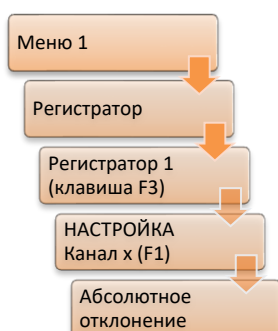 Меню 1
Регистратор
Регистратор 1
(клавиша F3)
НАСТРОЙКА
Канал x (F1)
Абсолютное
отклонение